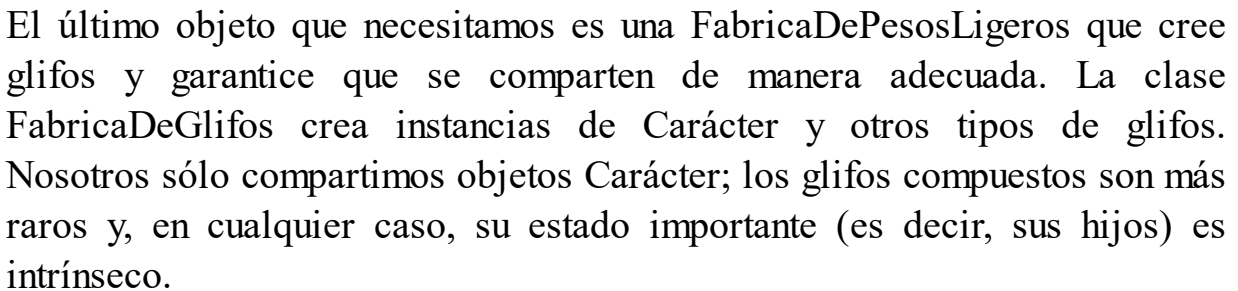 El último objeto que necesitamos es una FabricaDePesosLigeros que cree
glifos y garantice que se comparten de manera adecuada. La clase
FabricaDeGlifos crea instancias de Carácter y otros tipos de glifos.
Nosotros sólo compartimos objetos Carácter; los glifos compuestos son más
raros y, en cualquier caso, su estado importante (es decir, sus hijos) es
intrínseco.